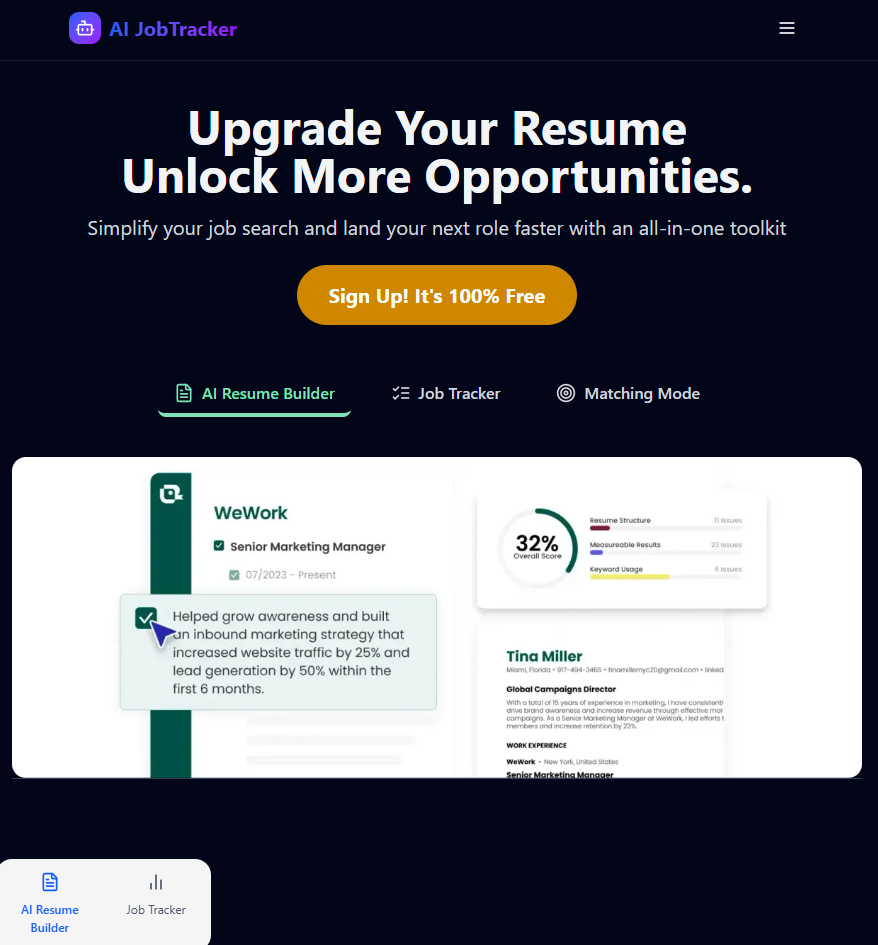 AI JobTracker
Upgrade Your Resume
Unlock More Opportunities.
Simplify your job search and land your next role faster with an all-in-one toolkit
Sign Up! It's 100% Free
AI Resume Builder
Job Tracker
Matching Mode
WeWork
Senior Marketing Manager
07/2023 - Present
Helped grow awareness and built
an inbound marketing strategy that
increased website traffic by 25% and
lead generation by 50% within the
first 6 months.
32%
Overall Score
Resume Structure
11 Issues
Measureable Results
23 Issues
Keyword Usage
6 Issues
Tina Miller
Miami, Florida • 917-494-3465 • tinamillernyc20@gmail.com • linked
Global Campaigns Director
With a total of 15 years of experience in marketing, I have consistentl
drive brand awareness and increase revenue through effective mar
campaigns. As a Senior Marketing Manager at WeWork, I led efforts t
members and increase retention by 23%.
WORK EXPERIENCE
WeWork • New York, United States
Senior Marketing Manager
AI Resume
Builder
Job Tracker